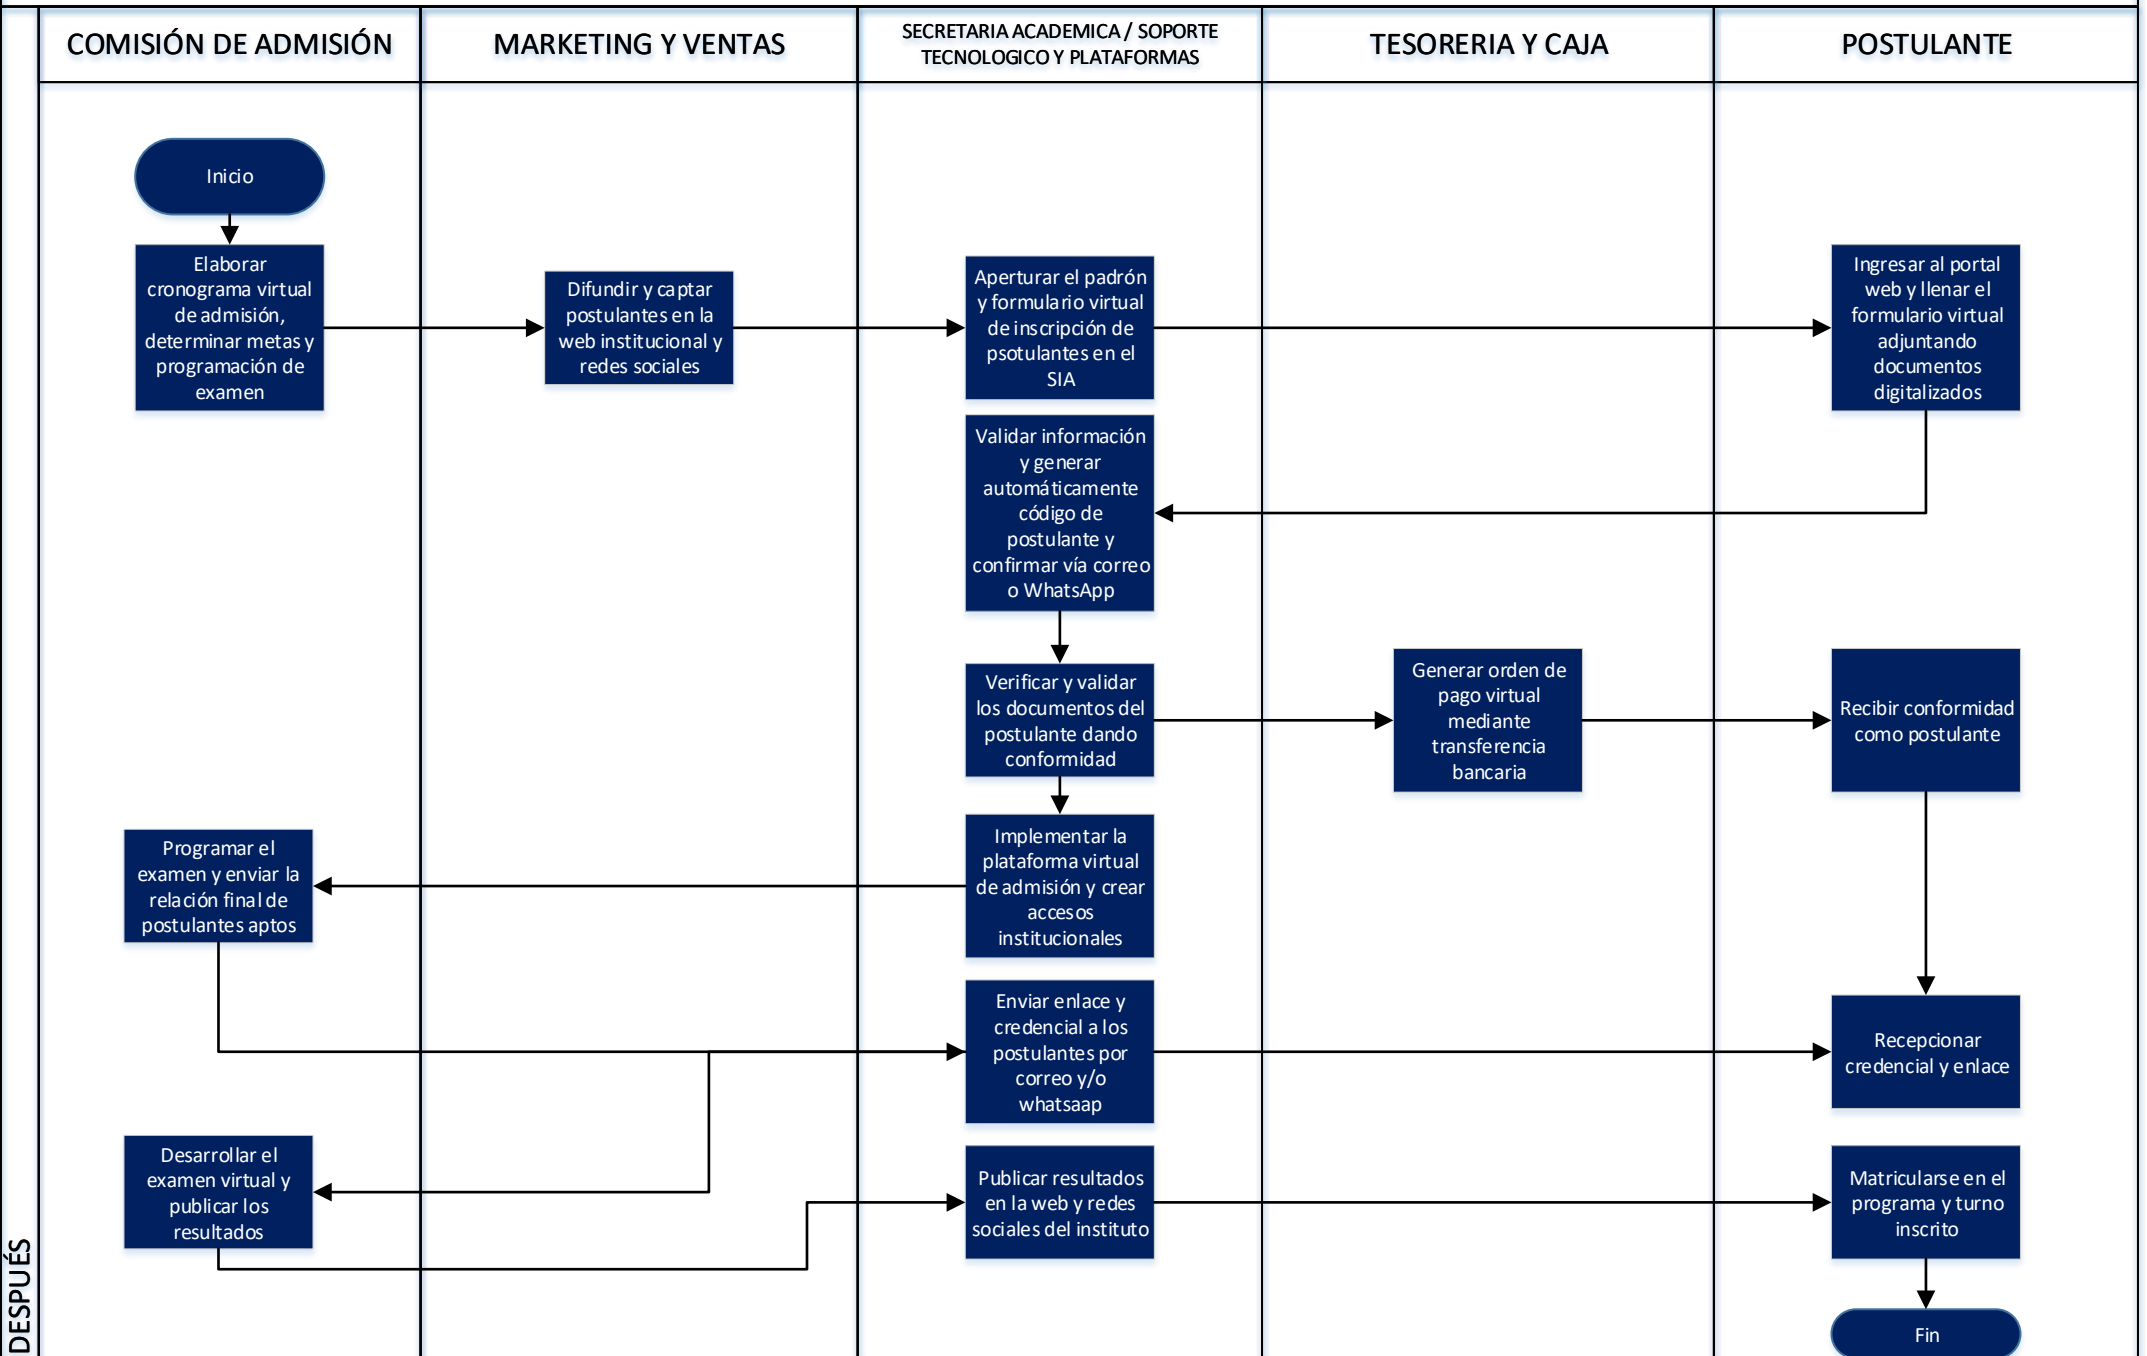 COMISIÓN DE ADMISIÓN
MARKETING Y VENTAS
SECRETARIA ACADEMICA / SOPORTE
TECNOLOGICO Y PLATAFORMAS
TESORERIA Y CAJA
POSTULANTE
Inicio
Elaborar
cronograma virtual
de admisión,
determinar metas y
programación de
examen
Difundir y captar
postulantes en la
web institucional y
redes sociales
Aperturar el padrón
y formulario virtual
de inscripción de
psotulantes en el
SIA
Ingresar al portal
web y llenar el
formulario virtual
adjuntando
documentos
digitalizados
Validar información
y generar
automáticamente
código de
postulante y
confirmar vía correo
o WhatsApp
Verificar y validar
los documentos del
postulante dando
conformidad
Generar orden de
pago virtual
mediante
transferencia
bancaria
Recibir conformidad
como postulante
Implementar la
plataforma virtual
de admisión y crear
accesos
institucionales
Programar el
examen y enviar la
relación final de
postulantes aptos
Enviar enlace y
credencial a los
postulantes por
correo y/o
whatsaap
Recepcionar
credencial y enlace
Desarrollar el
examen virtual y
publicar los
resultados
Publicar resultados
en la web y redes
sociales del instituto
Matricularse en el
programa y turno
inscrito
Fin
DESPUÉS